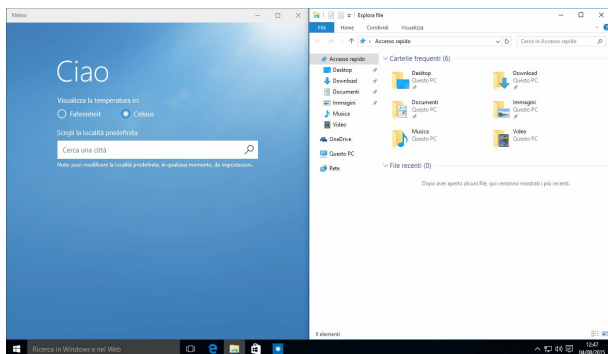 Meteo
Ciao
Visualizza la temperatura in:
Fahrenheit
Celsius
Scegli la località predefinita
Cerca una città
Nota: puoi modificare la località predefinita, in qualsiasi momento, da Impostazioni.
Esplora file
File Home Condividi Visualizza
Accesso rapido
Cerca in Accesso rapido
Accesso rapido
Desktop
Download
Documenti
Immagini
Musica
Video
OneDrive
Questo PC
Rete
Cartelle frequenti (6)
Desktop
Questo PC
Download
Questo PC
Documenti
Questo PC
Immagini
Questo PC
Musica
Questo PC
Video
Questo PC
File recenti (0)
Dopo aver aperto alcuni file, qui verranno mostrati i più recenti.
0 elementi
Ricerca in Windows e nel Web
12:47
04/08/2015